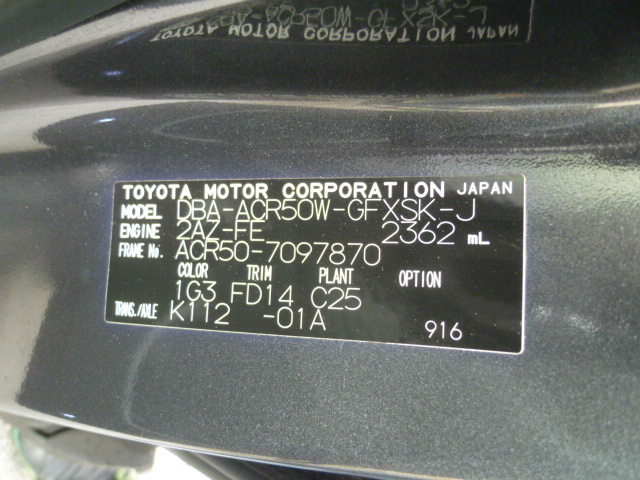 TOYOTA MOTOR CORPORATION JAPAN
MODEL DBA-ACR50W-GFXSK-J
ENGINE 2AZ-FE 2362 mL
FRAME No. ACR50-7097870
COLOR TRIM PLANT OPTION
1G3 FD14 C25
TRANS./AXLE K112 -01A
916